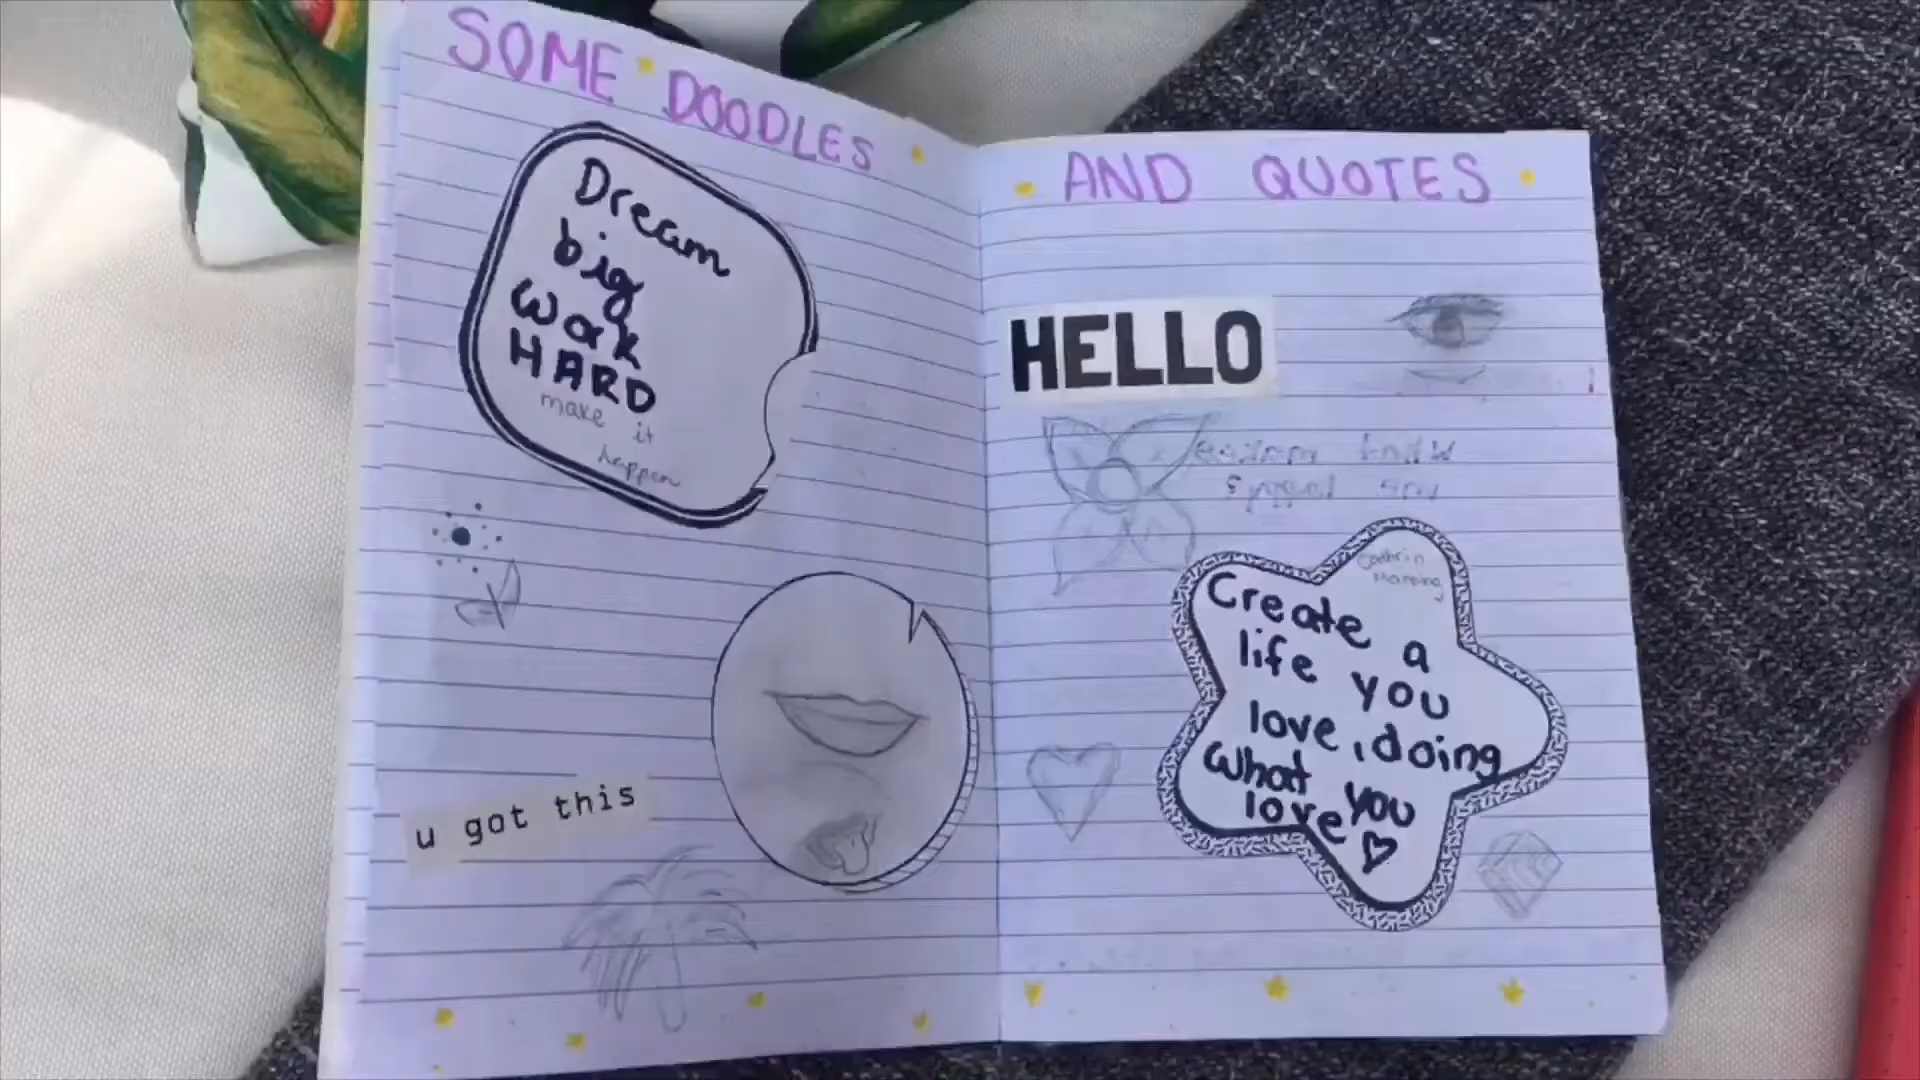 SOME DOODLES
AND QUOTES
Dream
big
work
HARD
make it
happen
u got this
HELLO
Create a
life you
love, doing
what you
love